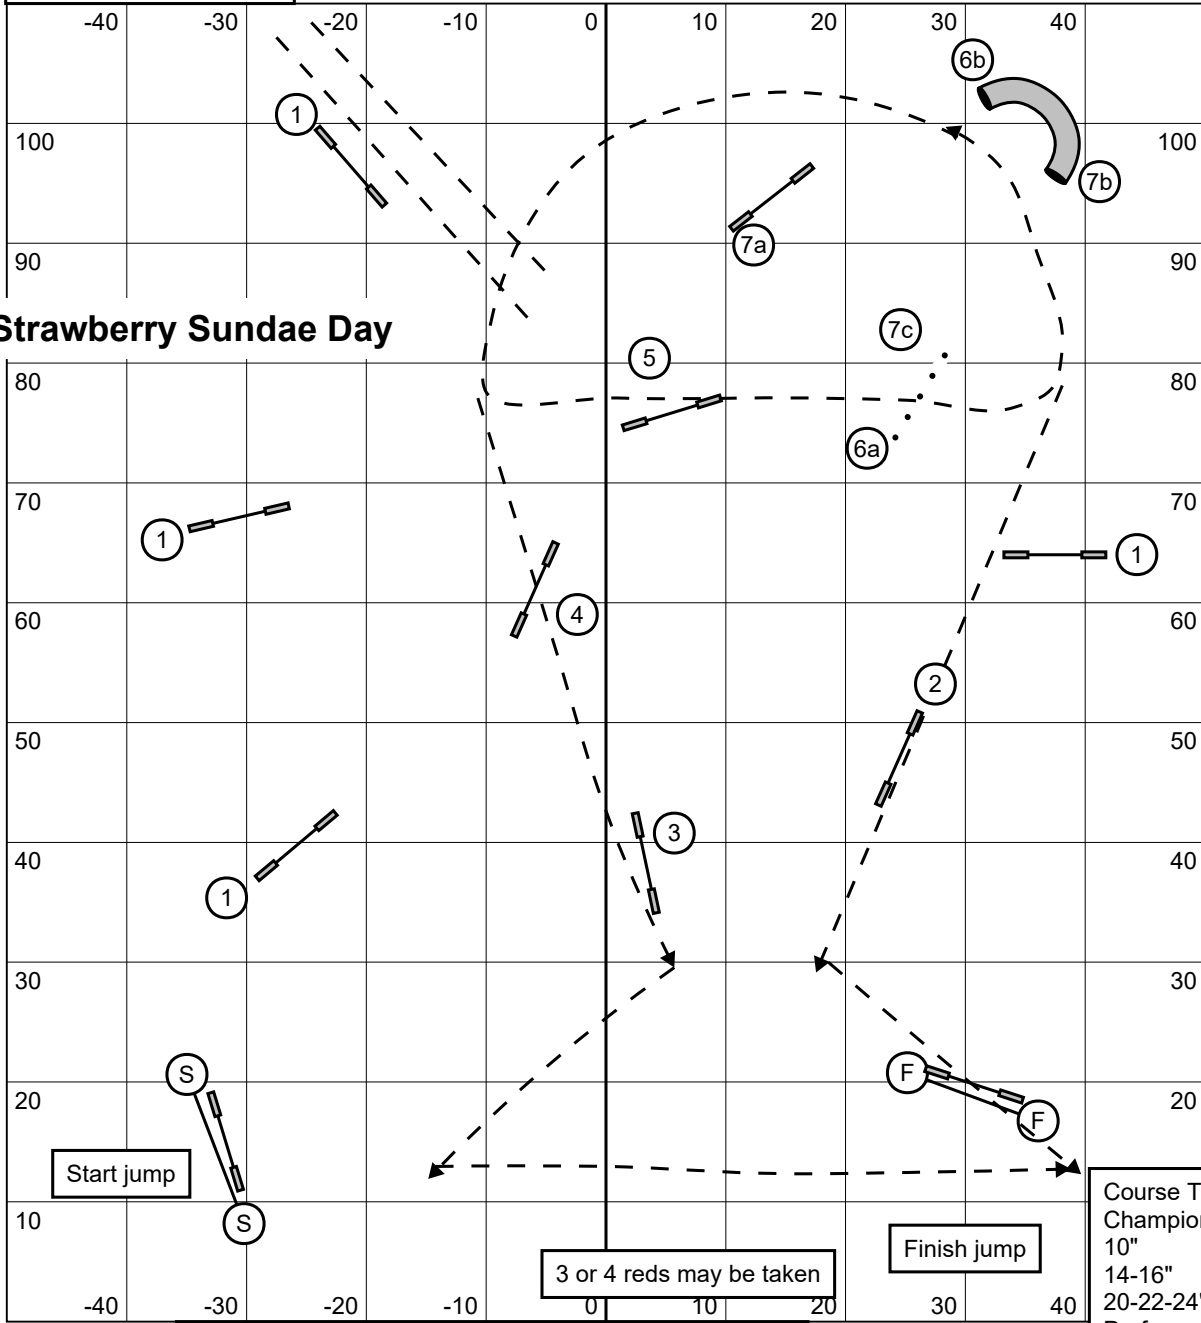 -40 -30 -20 -10 0 10 20 30 40
6b
1
100 100
7b
7a
90 90
Strawberry Sundae Day
7c
5
80 80
6a
70 70
1
1
4
60 60
2
50 50
3
40 40
1
30 30
S
F
20 20
F
Start jump
Course
10
S
10"
Finish jump
14-16"
3 or 4 reds may be taken
20-22-24"
-40 -30 -20 -10 0 10 20 30 40